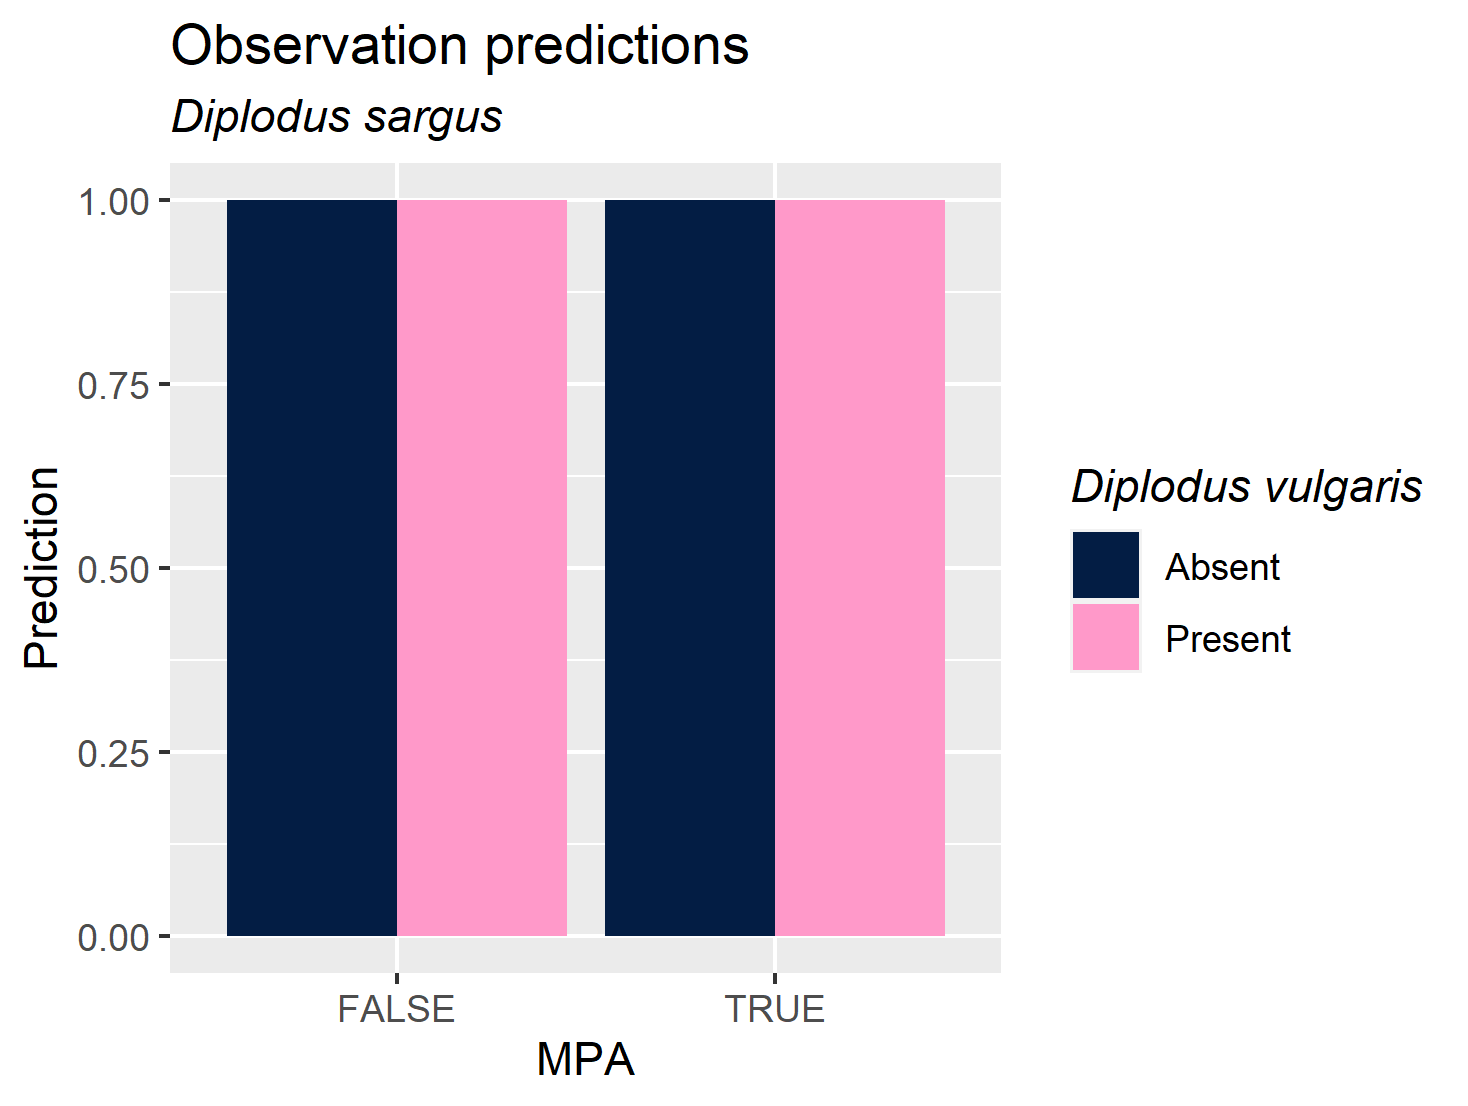 Observation predictions
Diplodus sargus
1.00
0.75
0.50
0.25
0.00
Prediction
FALSE
TRUE
MPA
Diplodus vulgaris
Absent
Present